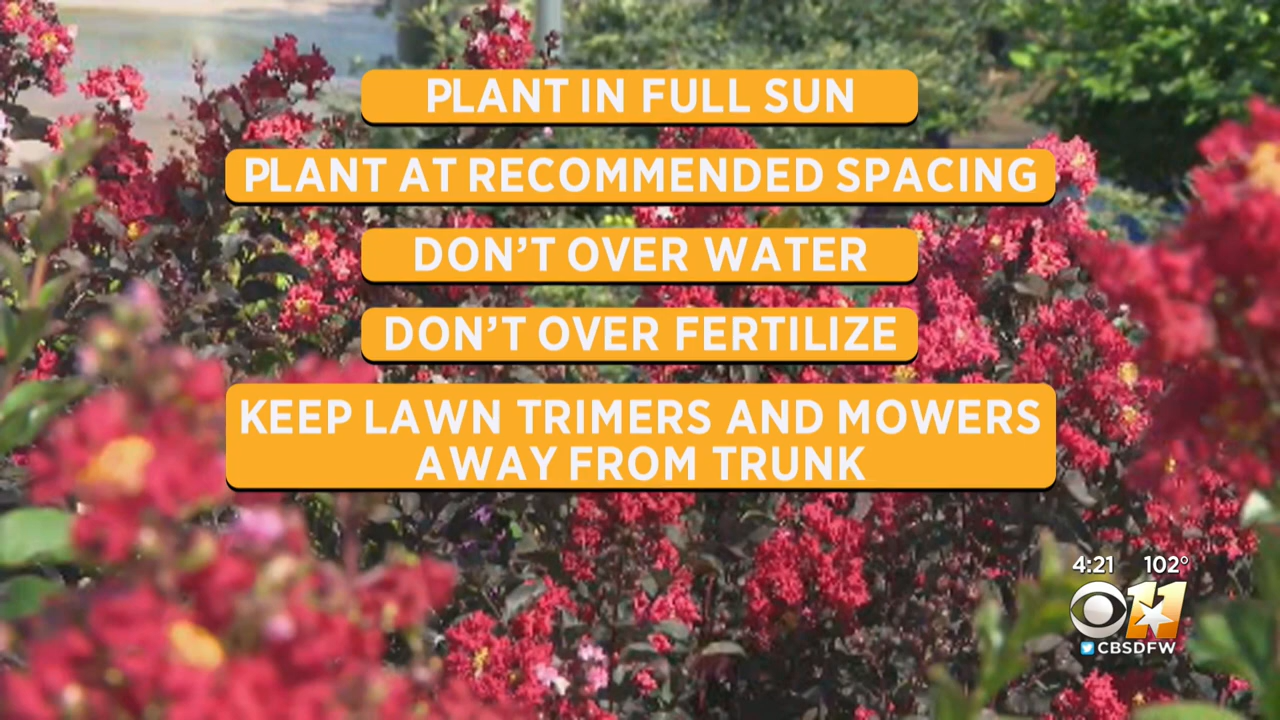 PLANT IN FULL SUN
PLANT AT RECOMMENDED SPACING
DON’T OVER WATER
DON’T OVER FERTILIZE
KEEP LAWN TRIMERS AND MOWERS
AWAY FROM TRUNK
4:21 102°
11
CBSDFW